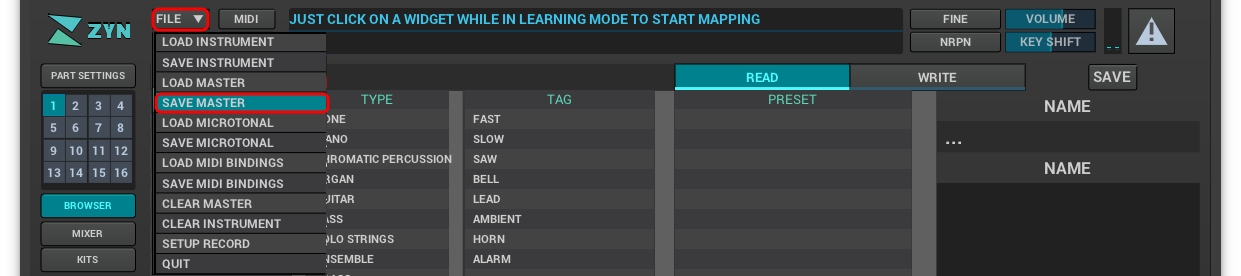 ZYN
FILE ▼ MIDI JUST CLICK ON A WIDGET WHILE IN LEARNING MODE TO START MAPPING FINE VOLUME
NRPN KEY SHIFT --
LOAD INSTRUMENT
SAVE INSTRUMENT
LOAD MASTER
SAVE MASTER
LOAD MICROTONAL
SAVE MICROTONAL
LOAD MIDI BINDINGS
SAVE MIDI BINDINGS
CLEAR MASTER
CLEAR INSTRUMENT
SETUP RECORD
QUIT
PART SETTINGS
1 2 3 4
5 6 7 8
9 10 11 12
13 14 15 16
BROWSER
MIXER
KITS
READ WRITE SAVE
TYPE TAG PRESET
FAST
SLOW
HROMATIC PERCUSSION SAW
RGAN BELL
UITAR LEAD
ASS AMBIENT
OLO STRINGS HORN
NSEMBLE ALARM
NAME
...
NAME